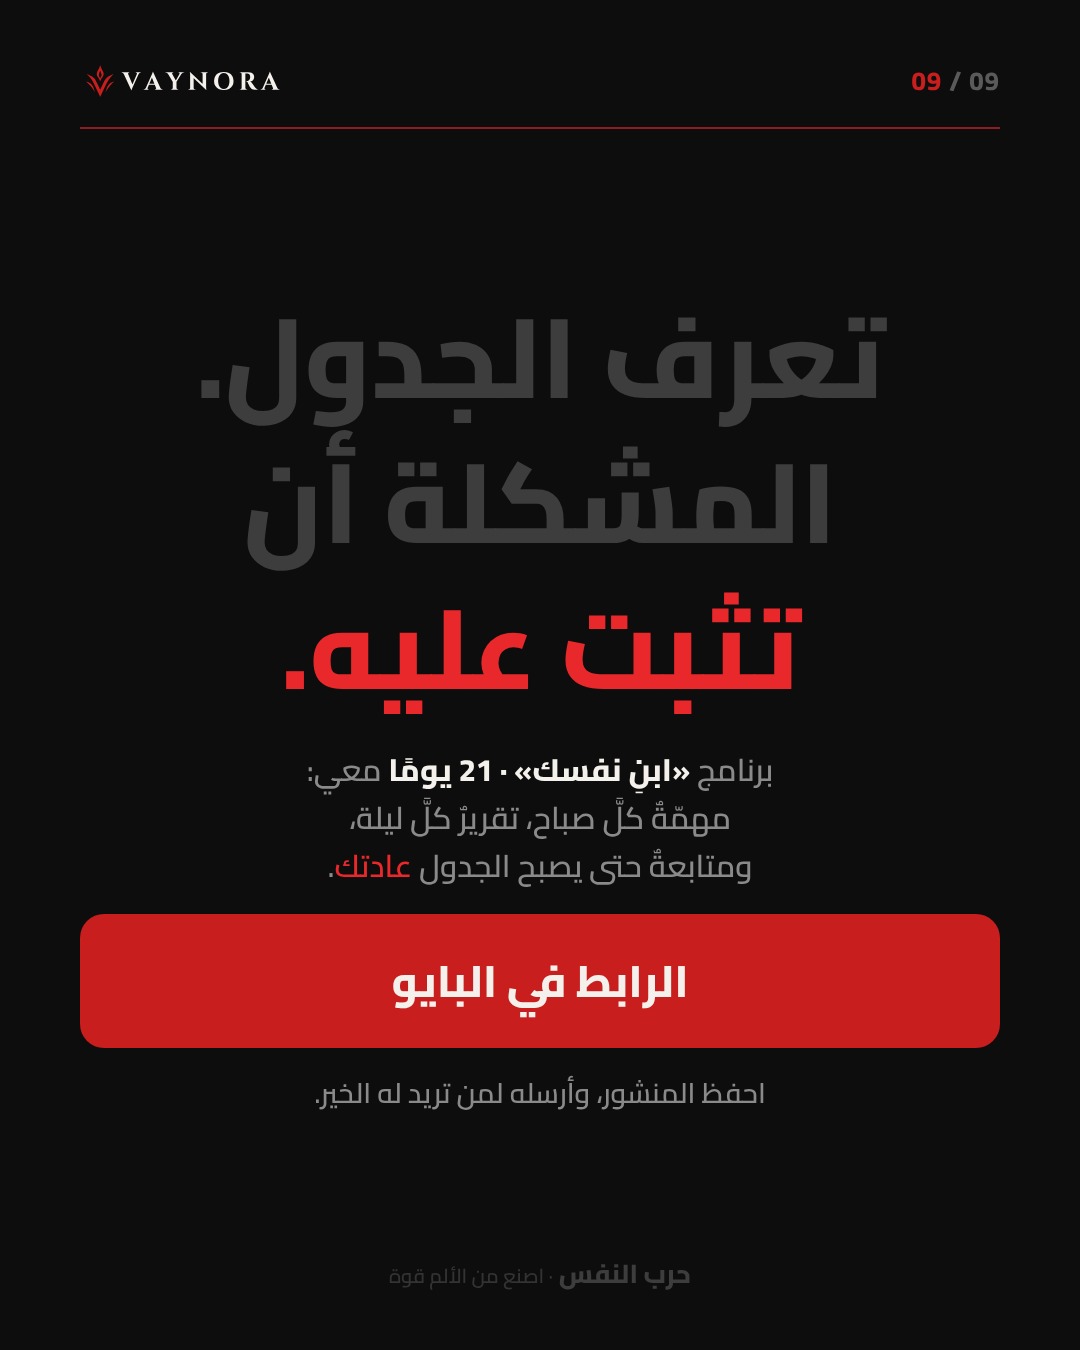 VAYNORA
09 / 09
تعرف الجدول.
المشكلة أن
تثبت عليه.
برنامج «ابنِ نفسك» · 21 يومًا معي:
مهمّةٌ كلَّ صباح، تقريرٌ كلَّ ليلة،
ومتابعةٌ حتى يصبح الجدول عادتك.
الرابط في البايو
احفظ المنشور، وأرسله لمن تريد له الخير.
حرب النفس · اصنع من الألم قوة